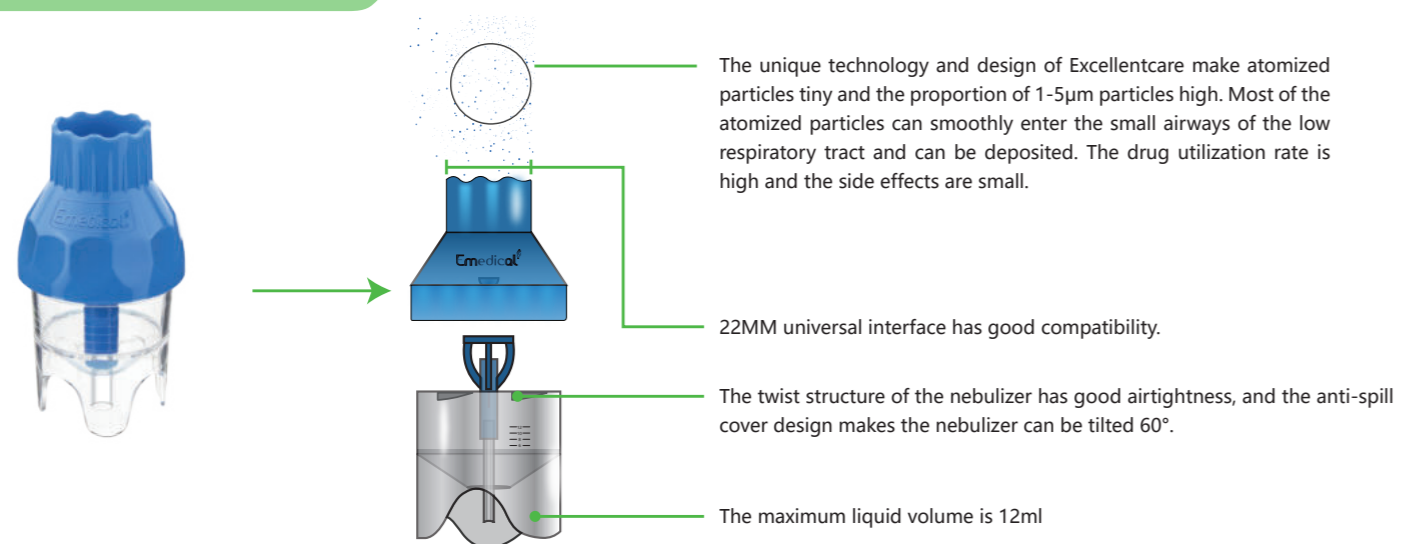 The unique technology and design of Excellentcare make atomized
particles tiny and the proportion of 1-5μm particles high. Most of the
atomized particles can smoothly enter the small airways of the low
respiratory tract and can be deposited. The drug utilization rate is
high and the side effects are small.
Emedical
Emedical
22MM universal interface has good compatibility.
The twist structure of the nebulizer has good airtightness, and the anti-spill
cover design makes the nebulizer can be tilted 60°.
The maximum liquid volume is 12ml